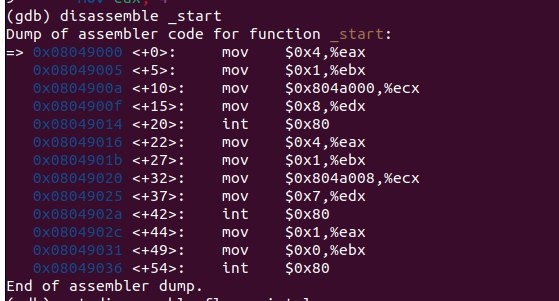 (gdb) disassemble _start
Dump of assembler code for function _start:
=> 0x08049000 <+0>:     mov    $0x4,%eax
   0x08049005 <+5>:     mov    $0x1,%ebx
   0x0804900a <+10>:    mov    $0x804a000,%ecx
   0x0804900f <+15>:    mov    $0x8,%edx
   0x08049014 <+20>:    int    $0x80
   0x08049016 <+22>:    mov    $0x4,%eax
   0x0804901b <+27>:    mov    $0x1,%ebx
   0x08049020 <+32>:    mov    $0x804a008,%ecx
   0x08049025 <+37>:    mov    $0x7,%edx
   0x0804902a <+42>:    int    $0x80
   0x0804902c <+44>:    mov    $0x1,%eax
   0x08049031 <+49>:    mov    $0x0,%ebx
   0x08049036 <+54>:    int    $0x80
End of assembler dump.